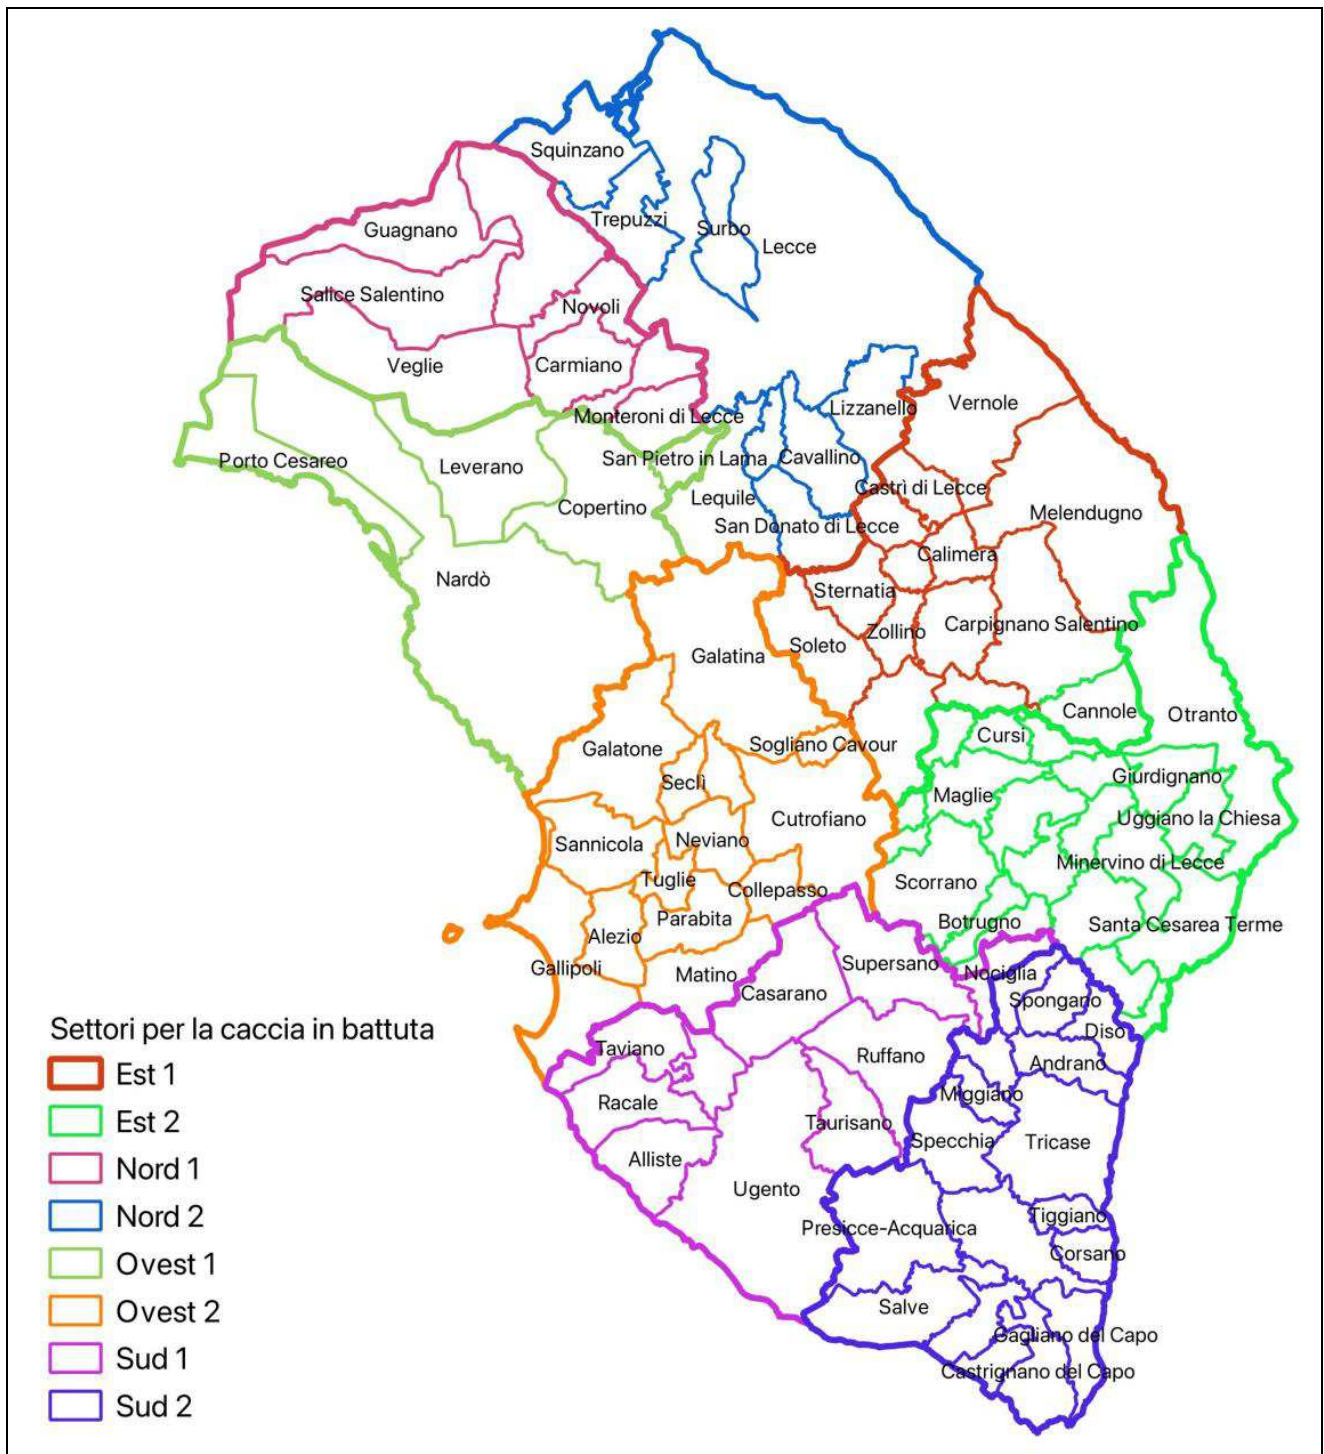 Squinzano
Trepuzzi
Surbo
Guagnano
Lecce
Salice Salentino
Novoli
Veglie
Carmiano
Vernole
Lizzanello
Monteroni di Lecce
San Pietro in Lama
Cavallino
Porto Cesareo
Leverano
Castrì di Lecce
Lequile
Copertino
Melendugno
San Donato di Lecce
Calimera
Nardò
Sternatia
Carpignano Salentino
Zollino
Soleto
Galatina
Cannole
Otranto
Cursi
Sogliano Cavour
Galatone
Giurdignano
Seclì
Maglie
Cutrofiano
Uggiano la Chiesa
Neviano
Sannicola
Minervino di Lecce
Tuglie
Scorrano
Collepasso
Parabita
Botrugno
Santa Cesarea Terme
Alezio
Supersano
Gallipoli
Nociglia
Matino
Casarano
Spongano
Diso
Taviano
Ruffano
Andrano
Miggiano
Racale
Taurisano
Specchia
Tricase
Alliste
Ugento
Tiggiano
Presicce-Acquarica
Corsano
Salve
Gagliano del Capo
Castrignano del Capo
Settori per la caccia in battuta
Est 1
Est 2
Nord 1
Nord 2
Ovest 1
Ovest 2
Sud 1
Sud 2